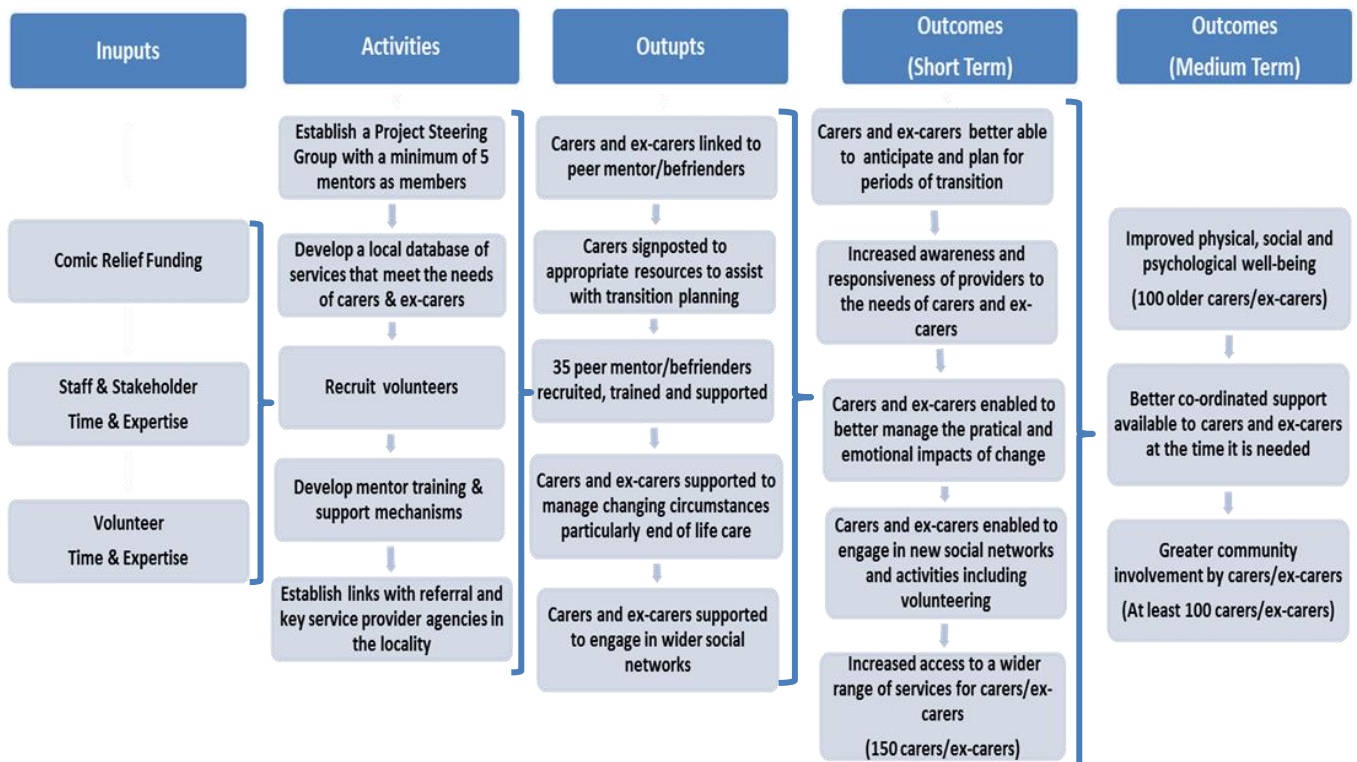 Inuputs
Comic Relief Funding
Staff & Stakeholder
Time & Expertise
Volunteer
Time & Expertise
Activities
Establish a Project Steering
Group with a minimum of 5
mentors as members
Develop a local database of
services that meet the needs
of carers & ex-carers
Recruit volunteers
Develop mentor training &
support mechanisms
Establish links with referral and
key service provider agencies in
the locality
Outupts
Carers and ex-carers linked to
peer mentor/befrienders
Carers signposted to
appropriate resources to assist
with transition planning
35 peer mentor/befrienders
recruited, trained and supported
Carers and ex-carers supported to
manage changing circumstances
particularly end of life care
Carers and ex-carers supported
to engage in wider social
networks
Outcomes
(Short Term)
Carers and ex-carers better able
to anticipate and plan for
periods of transition
Increased awareness and
responsiveness of providers to
the needs of carers and ex-
carers
Carers and ex-carers enabled to
better manage the pratical and
emotional impacts of change
Carers and ex-carers enabled to
engage in new social networks
and activities including
volunteering
Increased access to a wider
range of services for carers/ex-
carers
(150 carers/ex-carers)
Outcomes
(Medium Term)
Improved physical, social and
psychological well-being
(100 older carers/ex-carers)
Better co-ordinated support
available to carers and ex-carers
at the time it is needed
Greater community
involvement by carers/ex-carers
(At least 100 carers/ex-carers)